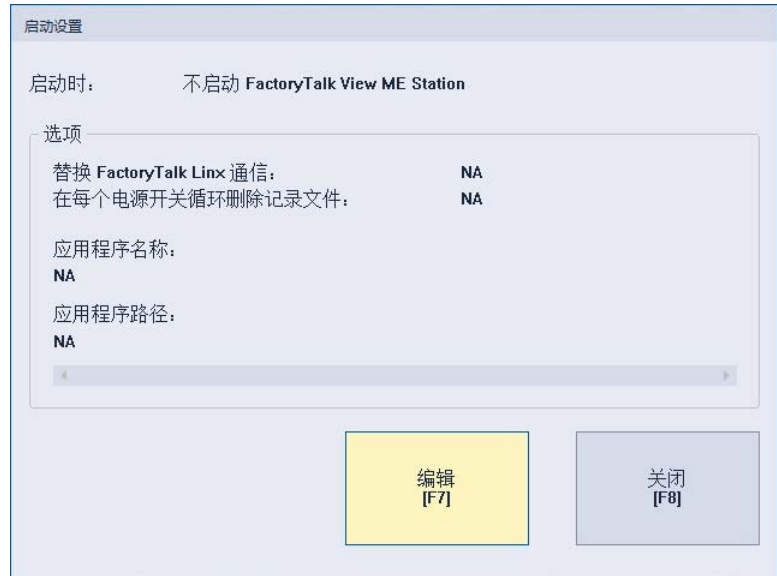 启动设置
启动时： 不启动 FactoryTalk View ME Station
选项
替换 FactoryTalk Linx 通信： NA
在每个电源开关循环删除记录文件： NA
应用程序名称：
NA
应用程序路径：
NA
编辑
[F7]
关闭
[F8]